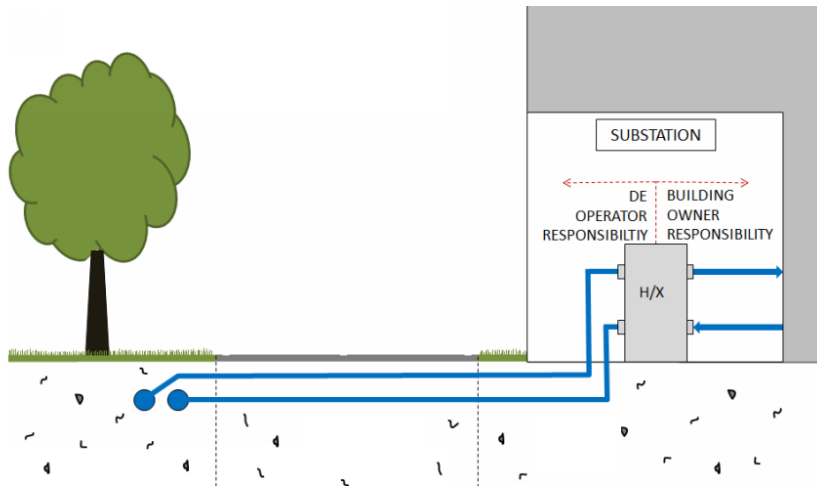 SUBSTATION
DE
OPERATOR
RESPONSIBILTIY
BUILDING
OWNER
RESPONSIBILITY
H/X